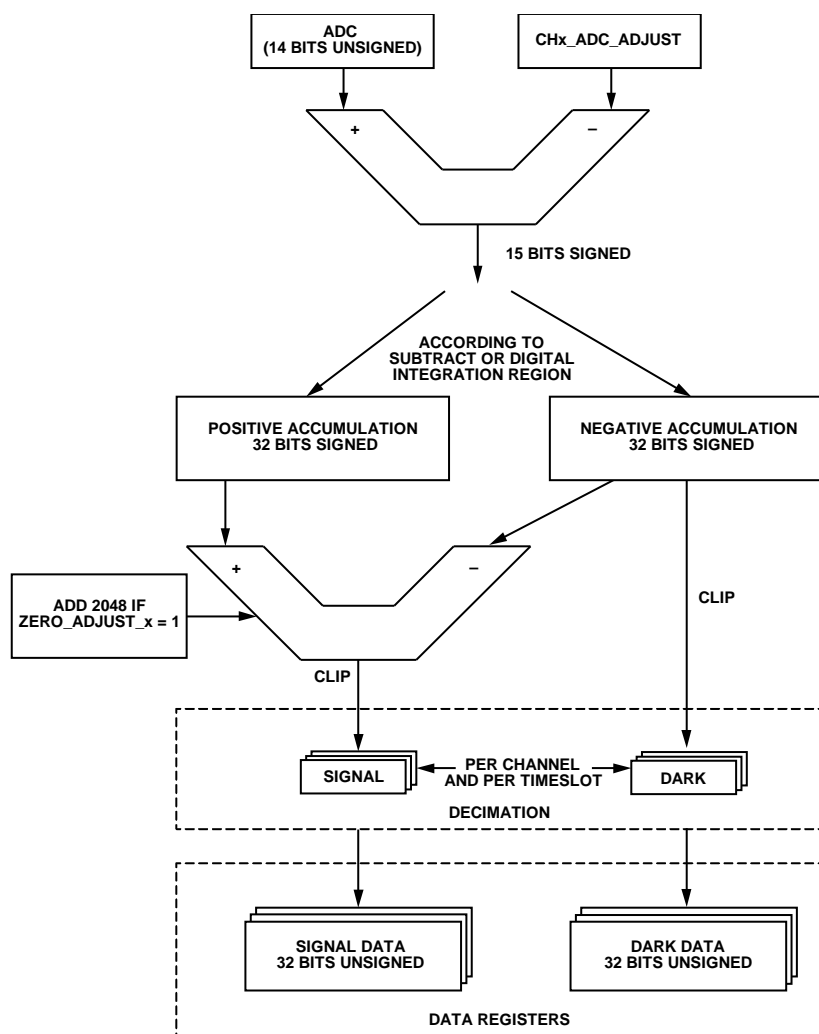 ADC
(14 BITS UNSIGNED)
CHx_ADC_ADJUST
+
–
15 BITS SIGNED
ACCORDING TO
SUBTRACT OR DIGITAL
INTEGRATION REGION
POSITIVE ACCUMULATION
32 BITS SIGNED
NEGATIVE ACCUMULATION
32 BITS SIGNED
+
–
ADD 2048 IF
ZERO_ADJUST_x = 1
CLIP
CLIP
SIGNAL
PER CHANNEL
AND PER TIMESLOT
DARK
DECIMATION
SIGNAL DATA
32 BITS UNSIGNED
DARK DATA
32 BITS UNSIGNED
DATA REGISTERS